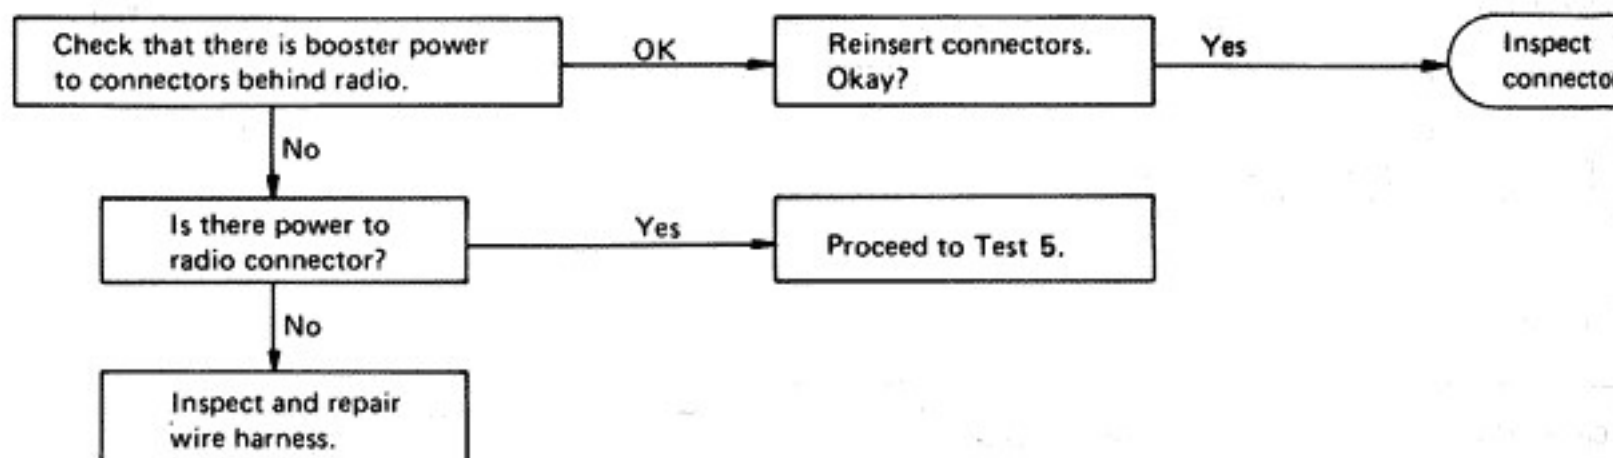 Check that there is booster power
to connectors behind radio.
OK
Reinsert connectors.
Okay?
Yes
Inspect
No
Is there power to
radio connector?
Yes
Proceed to Test 5.
No
Inspect and repair
wire harness.